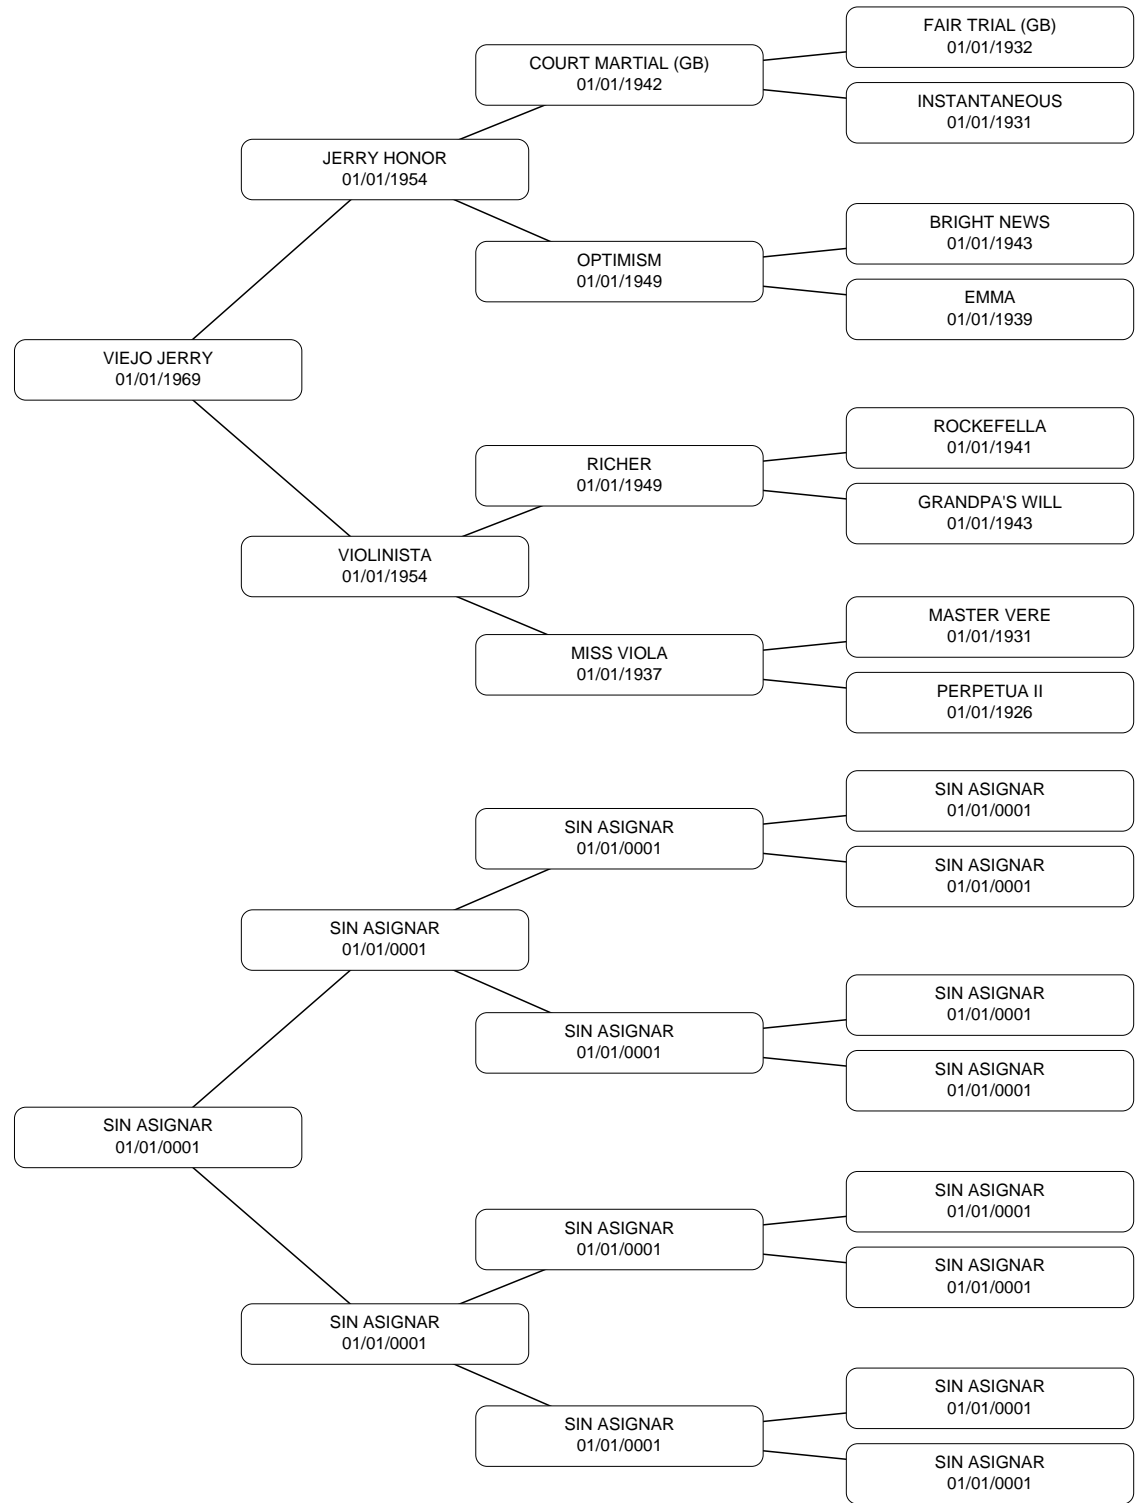 FAIR TRIAL (GB)
01/01/1932
COURT MARTIAL (GB)
01/01/1942
INSTANTANEOUS
01/01/1931
JERRY HONOR
01/01/1954
BRIGHT NEWS
01/01/1943
OPTIMISM
01/01/1949
EMMA
01/01/1939
VIEJO JERRY
01/01/1969
ROCKEFELLA
01/01/1941
RICHER
01/01/1949
GRANDPA'S WILL
01/01/1943
VIOLINISTA
01/01/1954
MASTER VERE
01/01/1931
MISS VIOLA
01/01/1937
PERPETUA II
01/01/1926
SIN ASIGNAR
01/01/0001
SIN ASIGNAR
01/01/0001
SIN ASIGNAR
01/01/0001
SIN ASIGNAR
01/01/0001
SIN ASIGNAR
01/01/0001
SIN ASIGNAR
01/01/0001
SIN ASIGNAR
01/01/0001
SIN ASIGNAR
01/01/0001
SIN ASIGNAR
01/01/0001
SIN ASIGNAR
01/01/0001
SIN ASIGNAR
01/01/0001
SIN ASIGNAR
01/01/0001
SIN ASIGNAR
01/01/0001
SIN ASIGNAR
01/01/0001
SIN ASIGNAR
01/01/0001